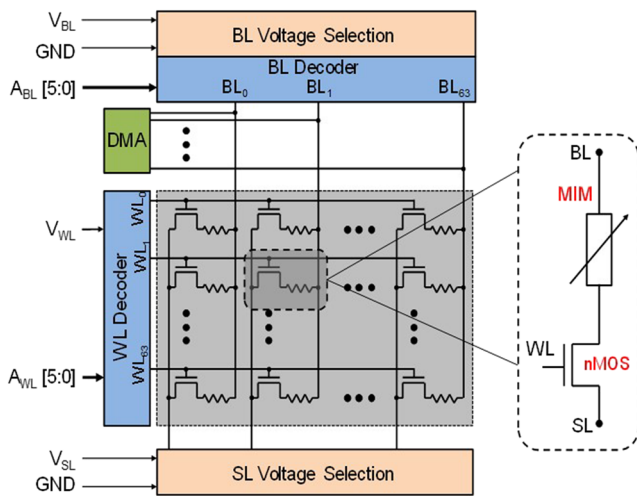 V_BL
GND
A_BL [5:0]
BL Voltage Selection
BL Decoder
BL_0
BL_1
BL_63
DMA
V_WL
A_WL [5:0]
WL Decoder
WL_0
WL_1
WL_63
BL
MIM
WL
nMOS
SL
V_SL
GND
SL Voltage Selection